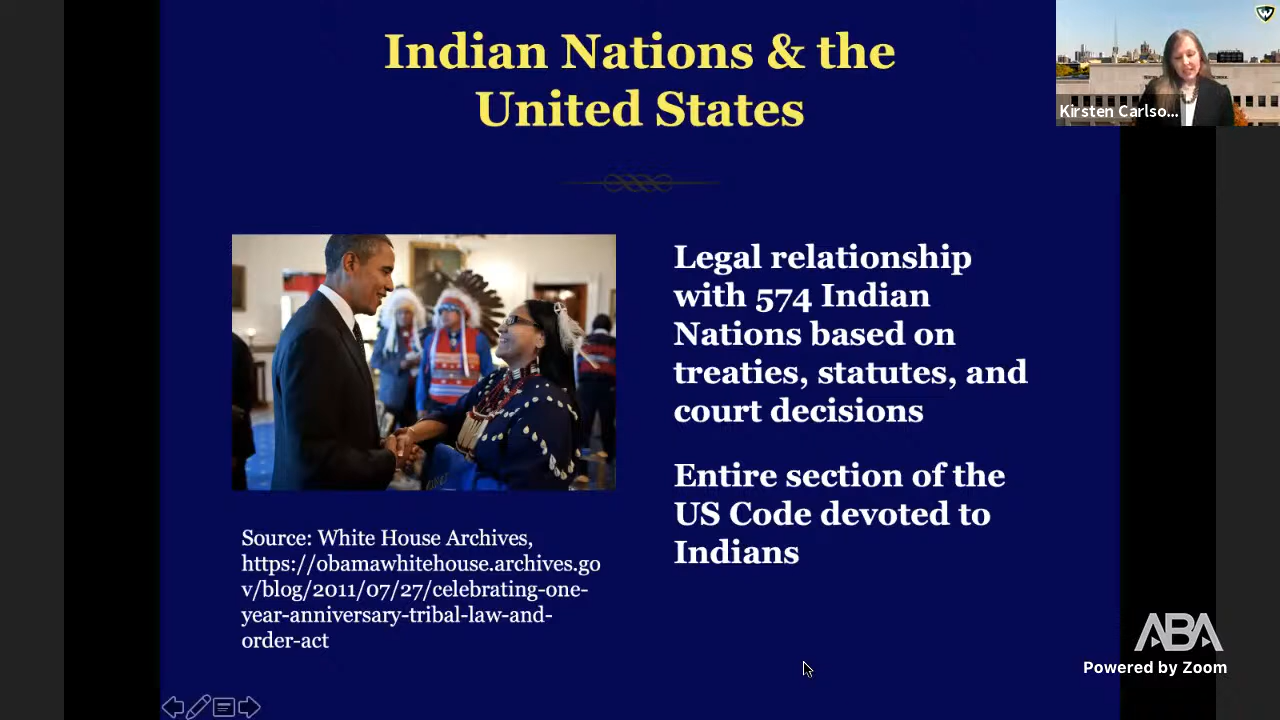 Indian Nations & the
United States
Kirsten Carlso...
Legal relationship
with 574 Indian
Nations based on
treaties, statutes, and
court decisions
Entire section of the
US Code devoted to
Indians
Source: White House Archives,
https://obamawhitehouse.archives.go
v/blog/2011/07/27/celebrating-one-
year-anniversary-tribal-law-and-
order-act
ABA
Powered by Zoom
W